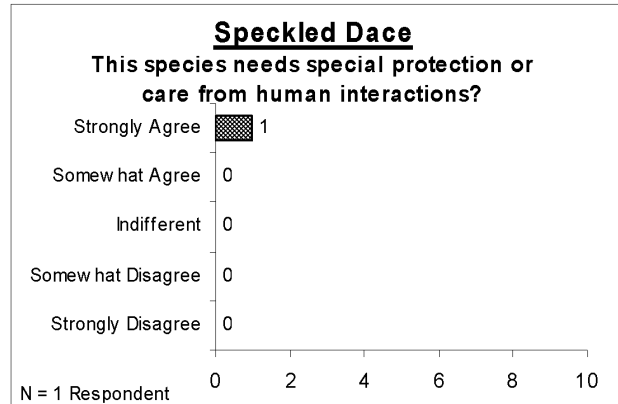 Speckled Dace
This species needs special protection or
care from human interactions?
Strongly Agree 1
Somew hat Agree 0
Indifferent 0
Somew hat Disagree 0
Strongly Disagree 0
0 2 4 6 8 10
N = 1 Respondent